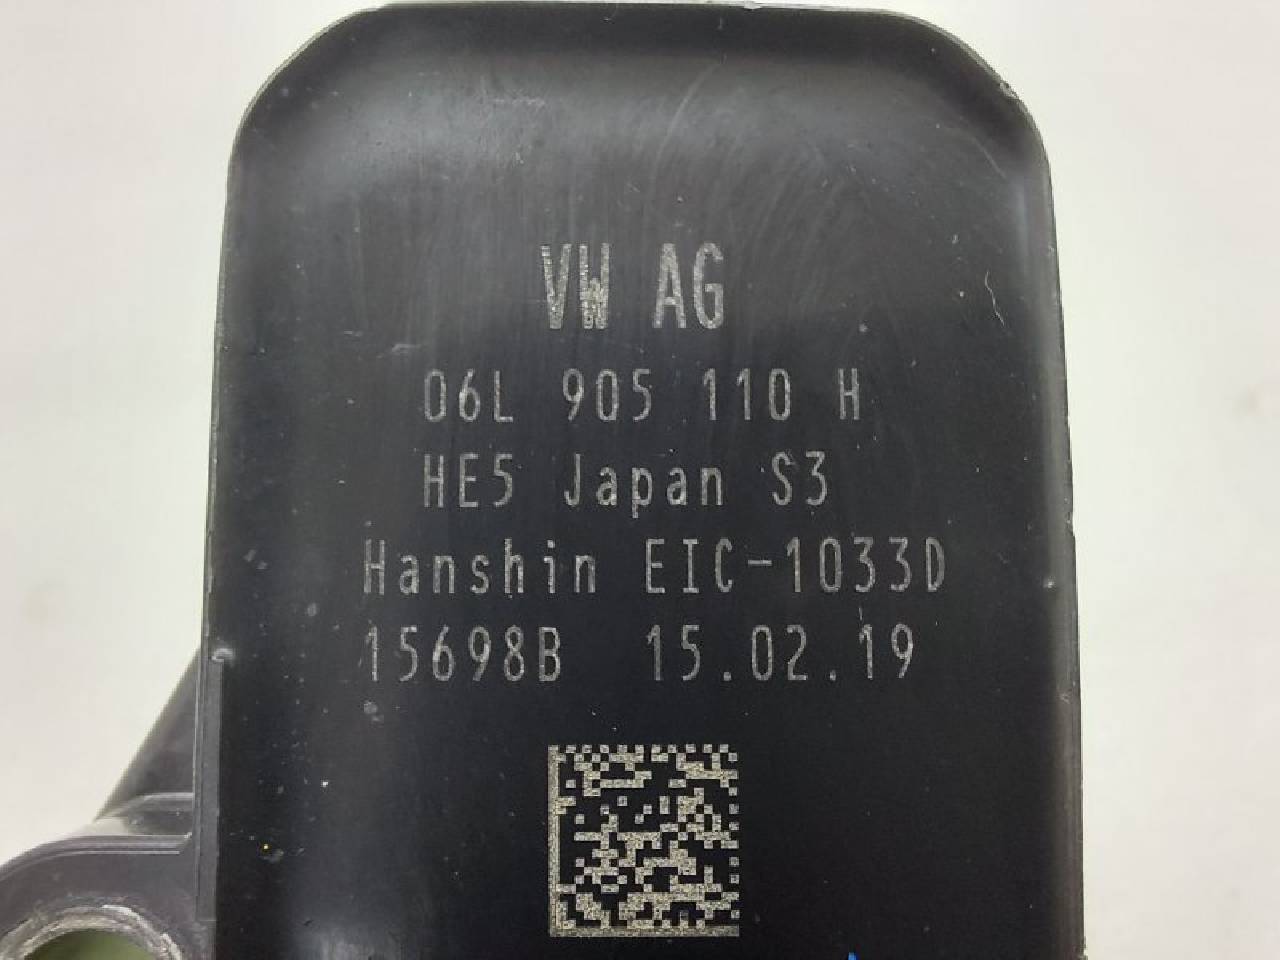 VW AG
06L 905 110 H
HE5 Japan S3
Hanshin EIC-1033D
15698B 15.02.19